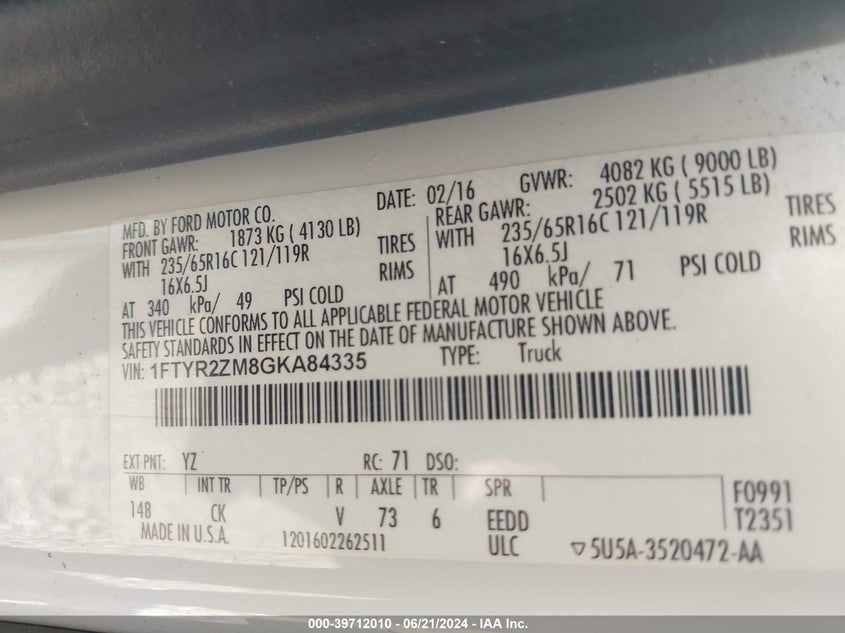 MFD. BY FORD MOTOR CO. DATE: 02/16 GVWR: 4082 KG ( 9000 LB)
FRONT GAWR: 1873 KG ( 4130 LB) REAR GAWR: 2502 KG ( 5515 LB)
WITH 235/65R16C 121/119R TIRES WITH 235/65R16C 121/119R TIRES
16X6.5J RIMS 16X6.5J RIMS
AT 340 kPa/ 49 PSI COLD AT 490 kPa/ 71 PSI COLD
THIS VEHICLE CONFORMS TO ALL APPLICABLE FEDERAL MOTOR VEHICLE
SAFETY STANDARDS IN EFFECT ON THE DATE OF MANUFACTURE SHOWN ABOVE.
VIN: 1FTYR2ZM8GKA84335 TYPE: Truck
EXT PNT: YZ RC: 71 DSO:
WB INT TR TP/PS R AXLE TR SPR F0991
148 CK V 73 6 EEDD T2351
MADE IN U.S.A. 1201602262511 ULC ▽5U5A-3520472-AA
000-39712010 - 06/21/2024 - IAA Inc.